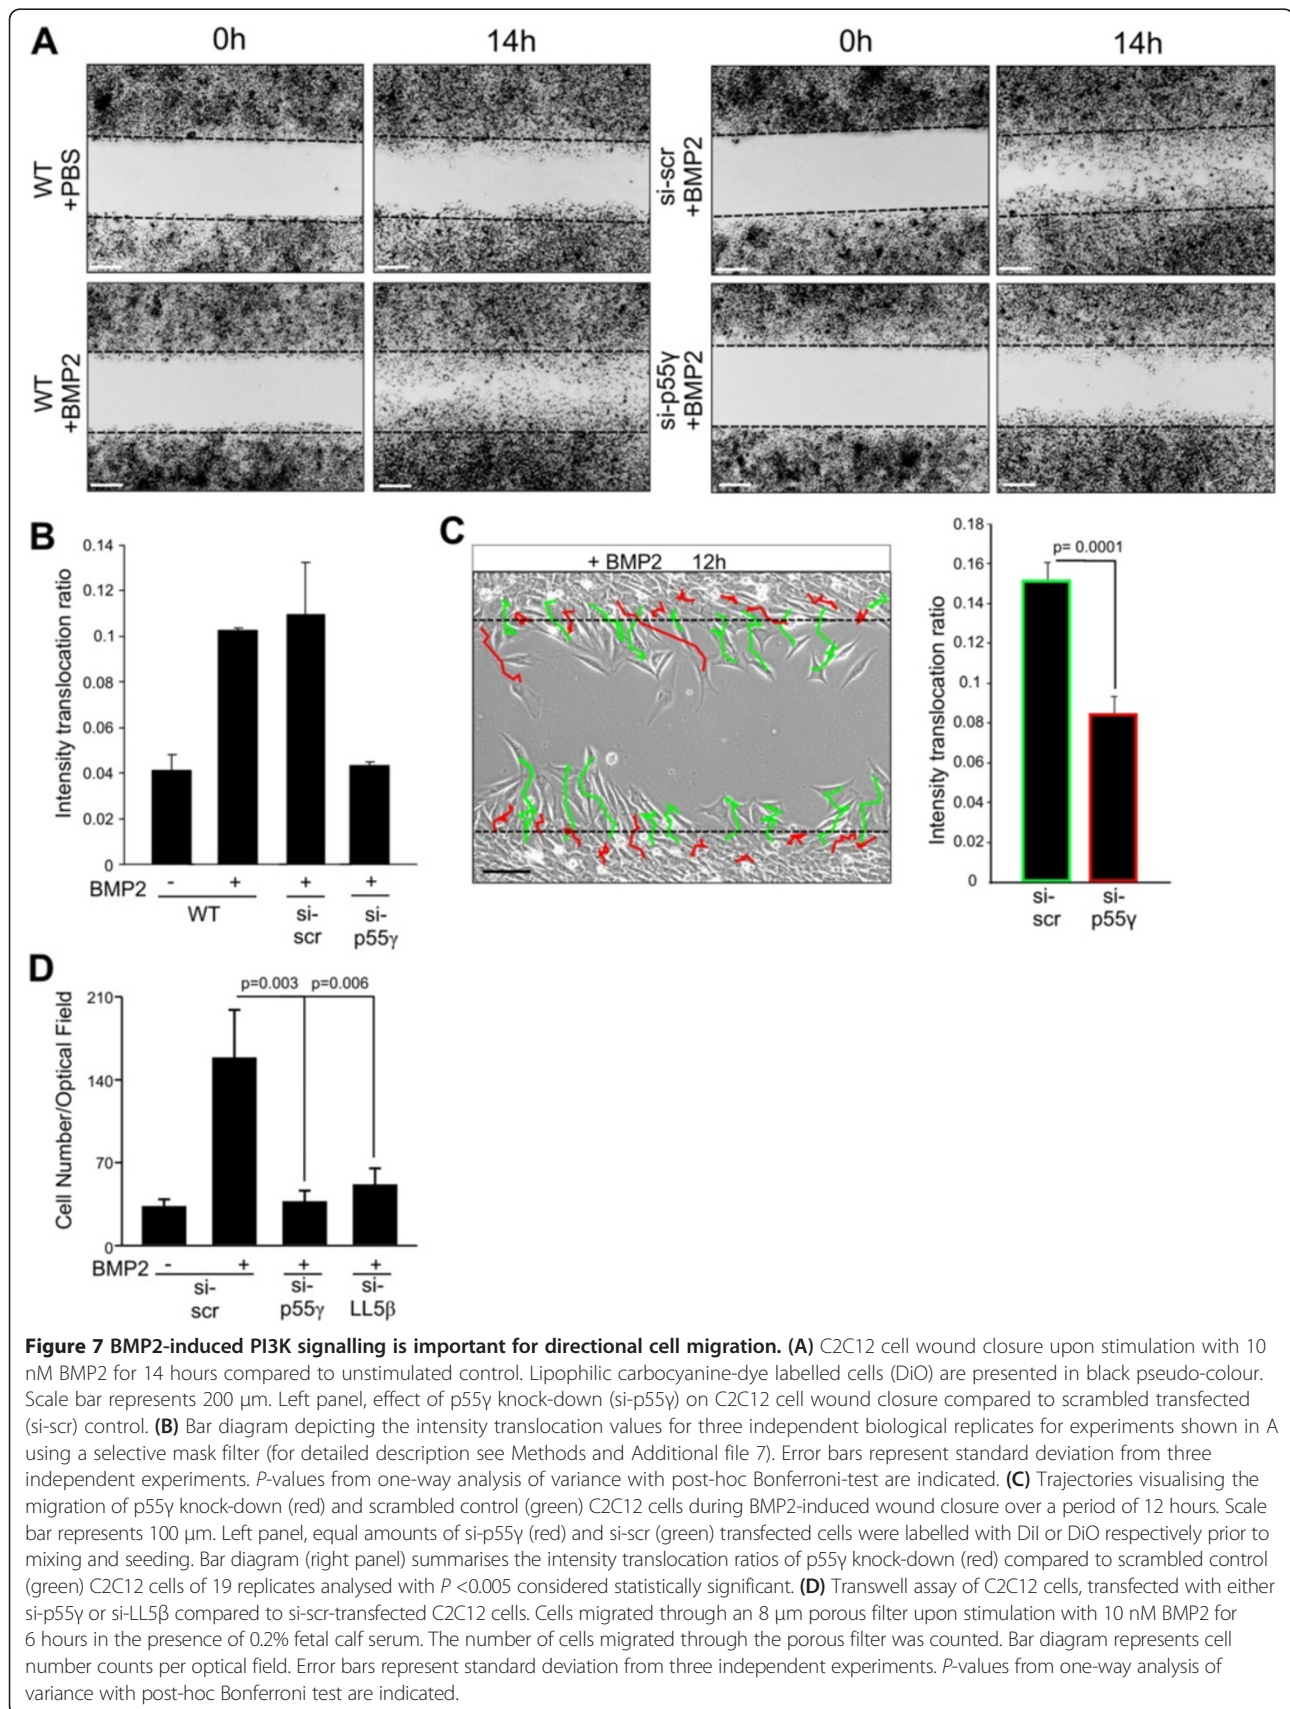 A
0h
14h
0h
14h
WT
+PBS
si-scr
+BMP2
WT
+BMP2
si-p55γ
+BMP2
B
Intensity translocation ratio
0.14
0.12
0.1
0.08
0.06
0.04
0.02
0
BMP2 - + + +
WT si-scr si-p55γ
C
+ BMP2 12h
Intensity translocation ratio
0.18
0.16
0.14
0.12
0.1
0.08
0.06
0.04
0.02
0
p= 0.0001
si-scr si-p55γ
D
Cell Number/Optical Field
210
140
70
0
p=0.003 p=0.006
BMP2 - + + +
si-scr si-p55γ si-LL5β
Figure 7 BMP2-induced PI3K signalling is important for directional cell migration. (A) C2C12 cell wound closure upon stimulation with 10
nM BMP2 for 14 hours compared to unstimulated control. Lipophilic carbocyanine-dye labelled cells (DiO) are presented in black pseudo-colour.
Scale bar represents 200 μm. Left panel, effect of p55γ knock-down (si-p55γ) on C2C12 cell wound closure compared to scrambled transfected
(si-scr) control. (B) Bar diagram depicting the intensity translocation values for three independent biological replicates for experiments shown in A
using a selective mask filter (for detailed description see Methods and Additional file 7). Error bars represent standard deviation from three
independent experiments. P-values from one-way analysis of variance with post-hoc Bonferroni-test are indicated. (C) Trajectories visualising the
migration of p55γ knock-down (red) and scrambled control (green) C2C12 cells during BMP2-induced wound closure over a period of 12 hours. Scale
bar represents 100 μm. Left panel, equal amounts of si-p55γ (red) and si-scr (green) transfected cells were labelled with DiI or DiO respectively prior to
mixing and seeding. Bar diagram (right panel) summarises the intensity translocation ratios of p55γ knock-down (red) compared to scrambled control
(green) C2C12 cells of 19 replicates analysed with P <0.005 considered statistically significant. (D) Transwell assay of C2C12 cells, transfected with either
si-p55γ or si-LL5β compared to si-scr-transfected C2C12 cells. Cells migrated through an 8 μm porous filter upon stimulation with 10 nM BMP2 for
6 hours in the presence of 0.2% fetal calf serum. The number of cells migrated through the porous filter was counted. Bar diagram represents cell
number counts per optical field. Error bars represent standard deviation from three independent experiments. P-values from one-way analysis of
variance with post-hoc Bonferroni test are indicated.